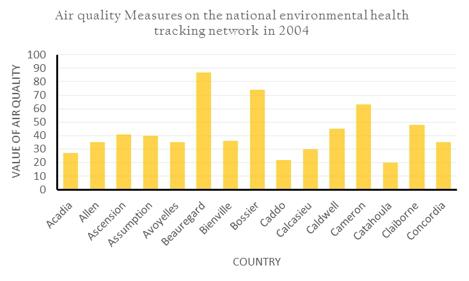 Air quality Measures on the national environmental health
tracking network in 2004
VALUE OF AIR QUALITY
100
90
80
70
60
50
40
30
20
10
0
Acadia
Allen
Ascension
Assumption
Avoyelles
Beauregard
Bienville
Bossier
Caddo
Calcasieu
Caldwell
Cameron
Catahoula
Claiborne
Concordia
COUNTRY